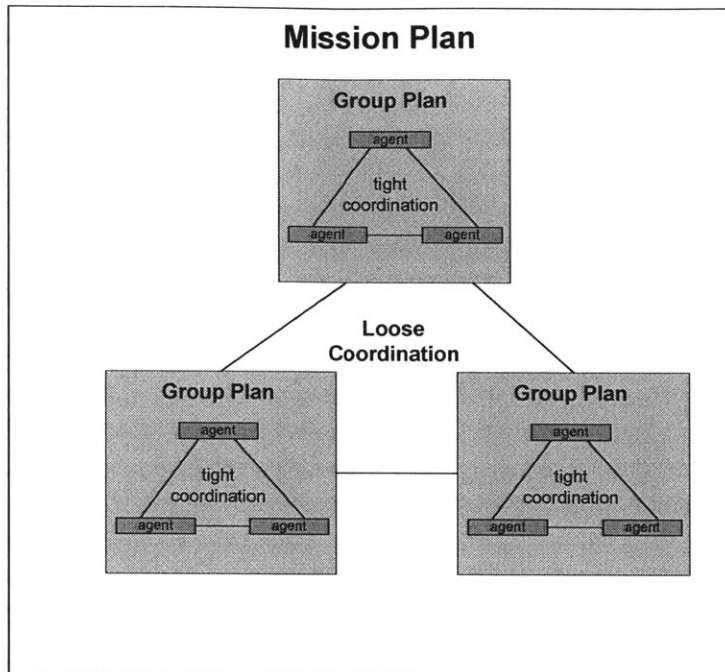 Mission Plan
Group Plan
agent
tight
coordination
agent
agent
Loose
Coordination
Group Plan
agent
tight
coordination
agent
agent
Group Plan
agent
tight
coordination
agent
agent